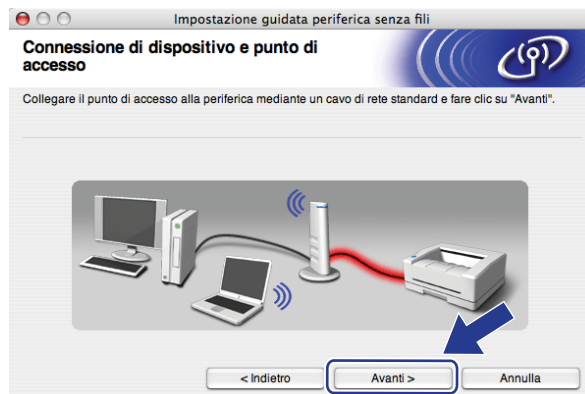 Impostazione guidata periferica senza fili
Connessione di dispositivo e punto di
accesso
Collegare il punto di accesso alla periferica mediante un cavo di rete standard e fare clic su "Avanti".
< Indietro
Avanti >
Annulla